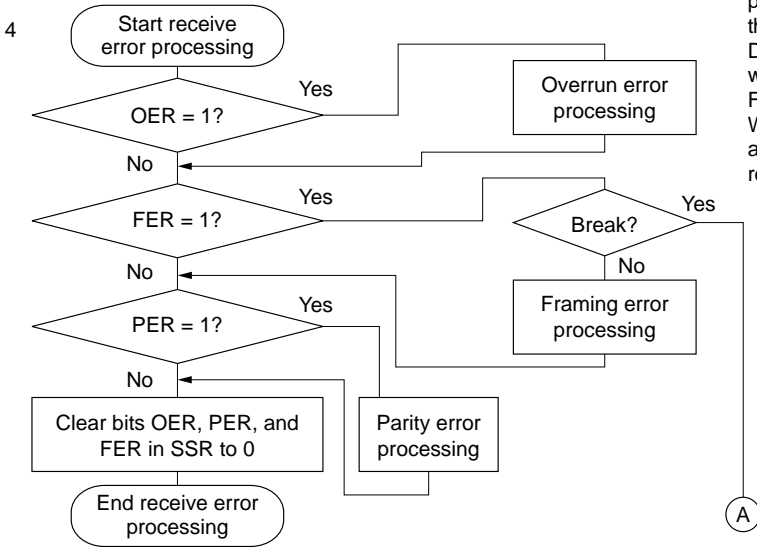 4
Start receive
error processing
OER = 1?
Yes
Overrun error
processing
No
FER = 1?
Yes
Break?
Yes
No
No
Framing error
processing
PER = 1?
Yes
No
Clear bits OER, PER, and
FER in SSR to 0
Parity error
processing
End receive error
processing
A